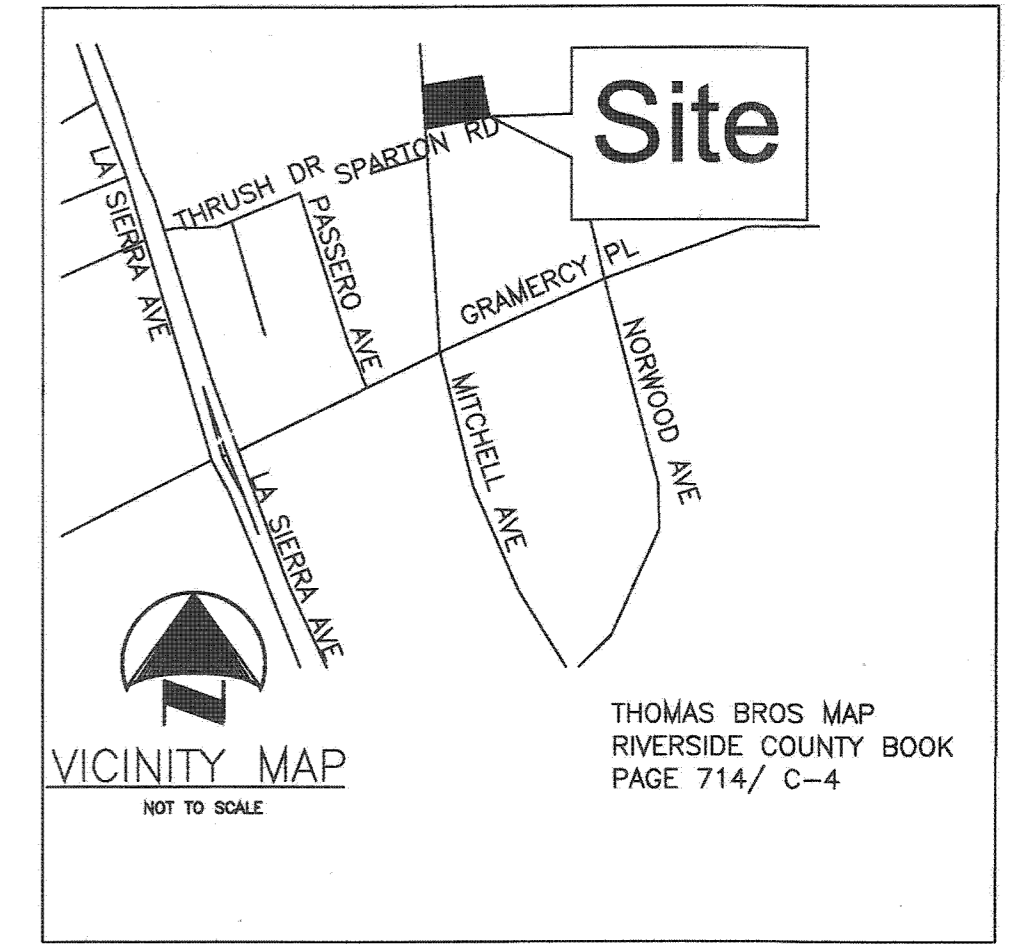 Site
THRUSH DR
SPARTON RD
LA SIERRA AVE
PASSERO AVE
GRAMERCY PL
NORWOOD AVE
MITCHELL AVE
LA SIERRA AVE
N
VICINITY MAP
NOT TO SCALE
THOMAS BROS MAP
RIVERSIDE COUNTY BOOK
PAGE 714/ C-4